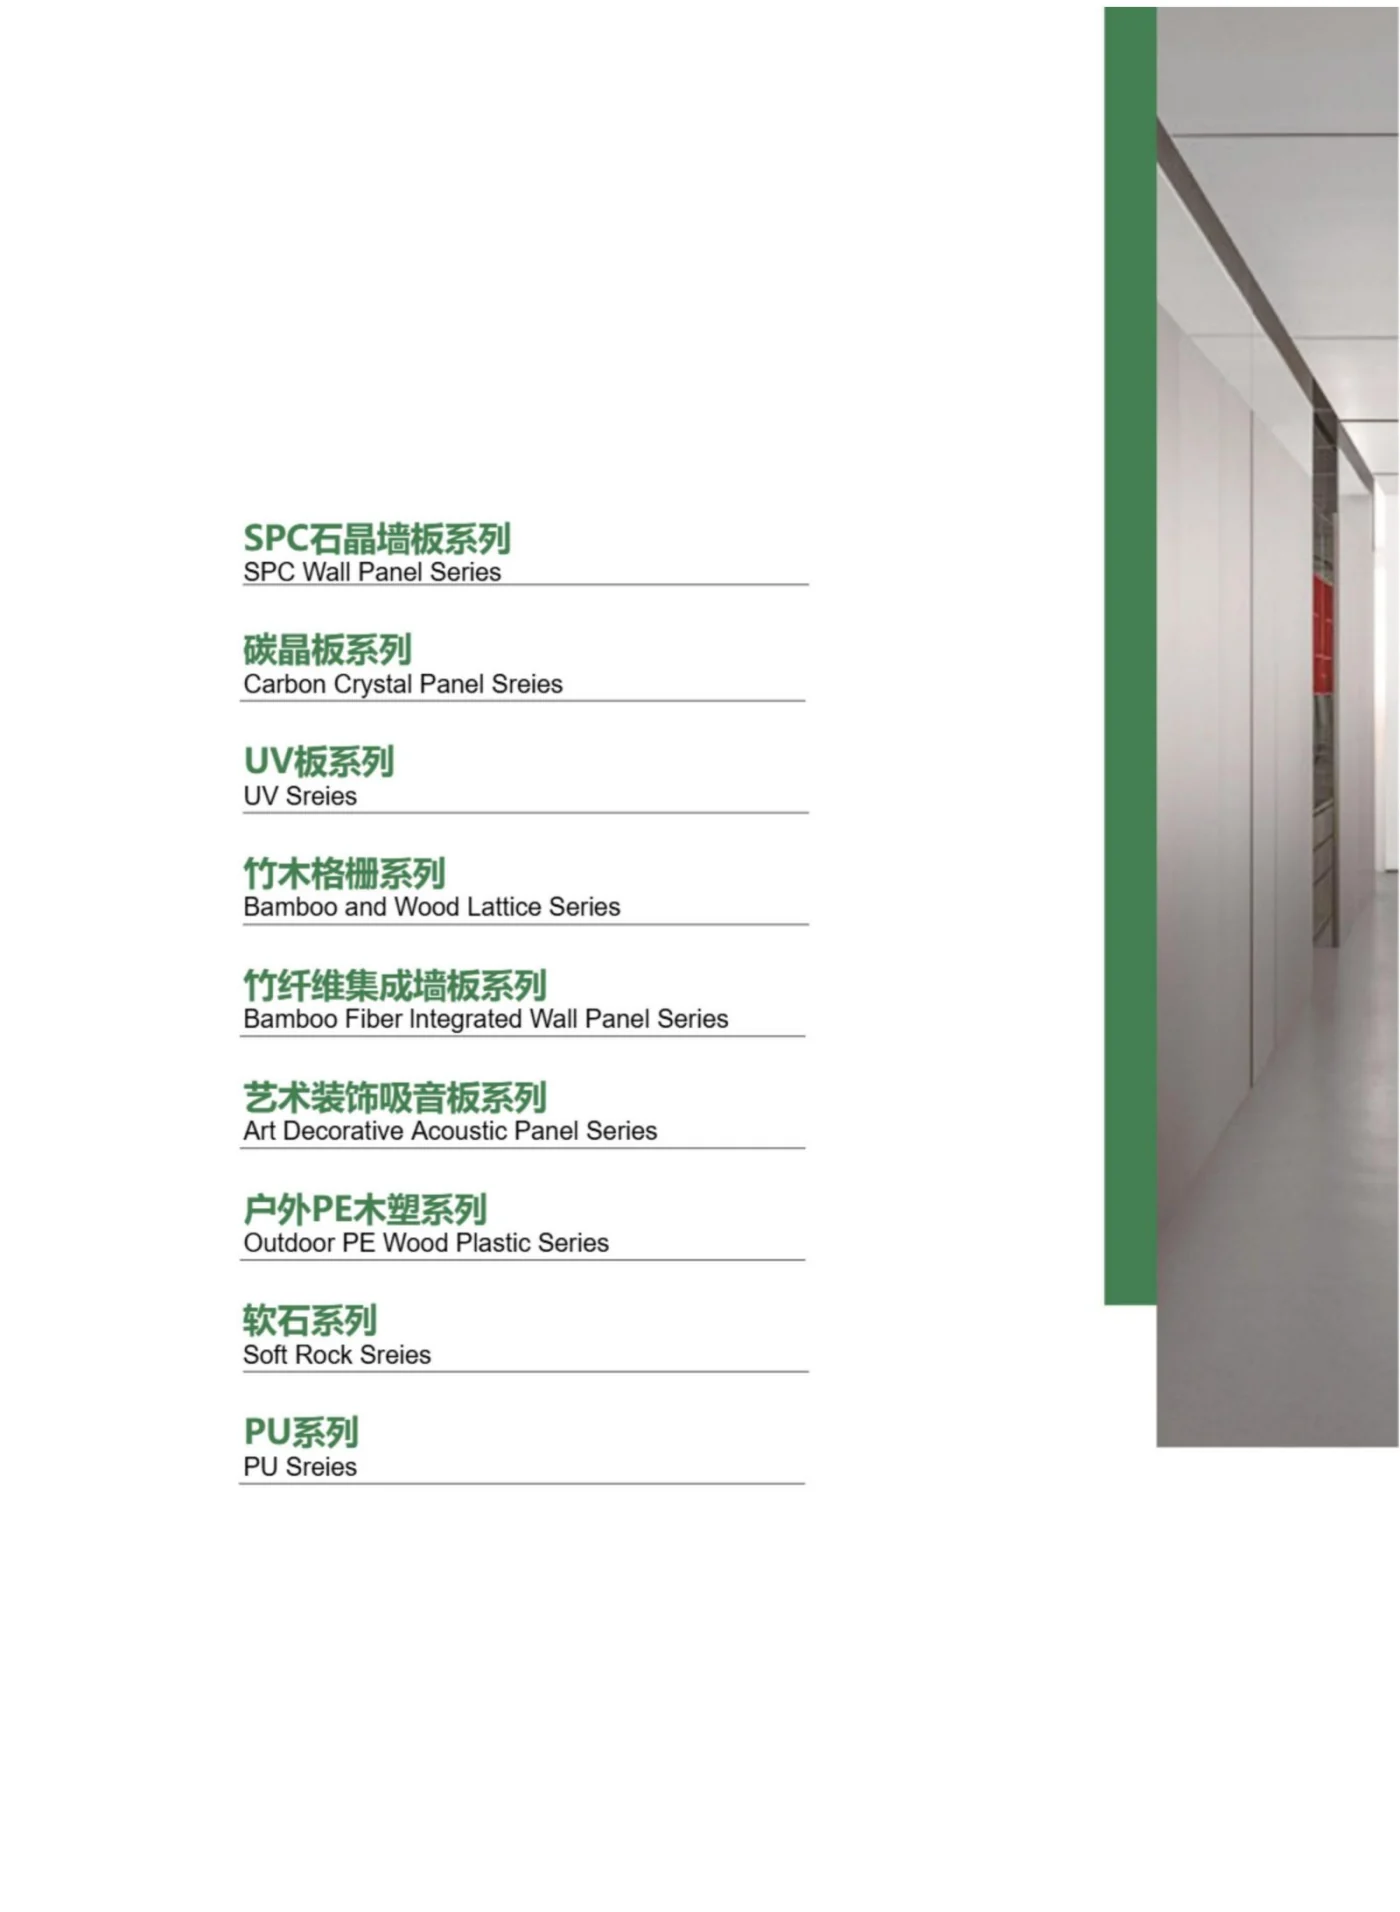 SPC石晶墙板系列
SPC Wall Panel Series
碳晶板系列
Carbon Crystal Panel Sreies
UV板系列
UV Sreies
竹木格栅系列
Bamboo and Wood Lattice Series
竹纤维集成墙板系列
Bamboo Fiber Integrated Wall Panel Series
艺术装饰吸音板系列
Art Decorative Acoustic Panel Series
户外PE木塑系列
Outdoor PE Wood Plastic Series
软石系列
Soft Rock Sreies
PU系列
PU Sreies